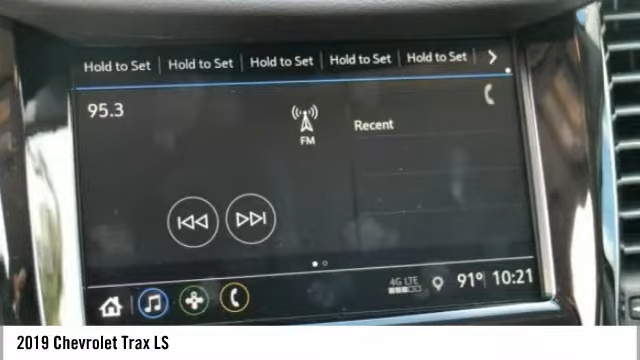 Hold to Set Hold to Set Hold to Set Hold to Set Hold to Set
95.3
FM
Recent
4G LTE
91° 10:21
2019 Chevrolet Trax LS